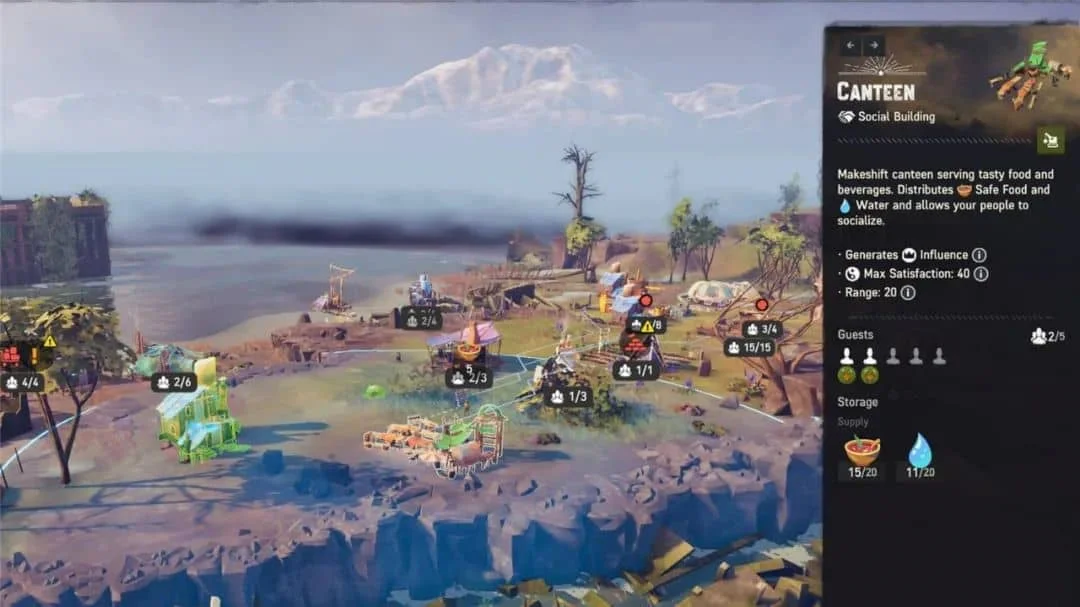 CANTEEN
Social Building
Makeshift canteen serving tasty food and
beverages. Distributes Safe Food and
Water and allows your people to
socialize.
· Generates Influence
· Max Satisfaction: 40
· Range: 20
Guests 2/5
Storage
Supply
15/20 11/20
2/4
/8
3/4
15/15
5
2/3
1/1
4/4
2/6
1/3